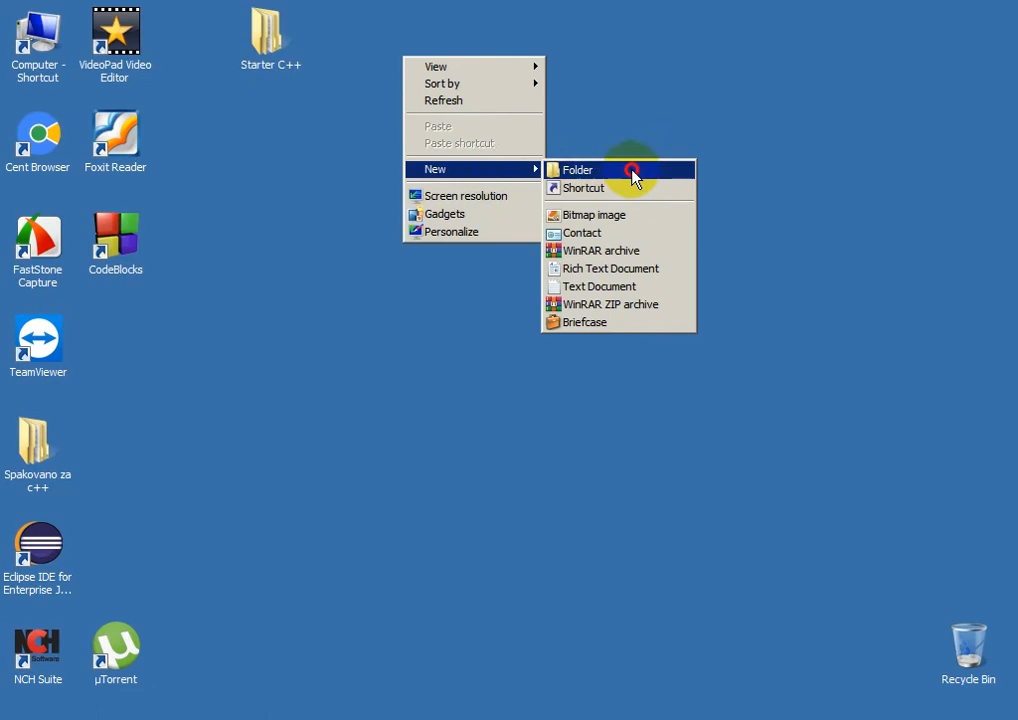 Computer -
Shortcut
VideoPad Video
Editor
Starter C++
Cent Browser
Foxit Reader
FastStone
Capture
CodeBlocks
TeamViewer
Spakovano za
c++
Eclipse IDE for
Enterprise J...
NCH
Software
NCH Suite
µ
µTorrent
View
Sort by
Refresh
Paste
Paste shortcut
New
Screen resolution
Gadgets
Personalize
Folder
Shortcut
Bitmap image
Contact
WinRAR archive
Rich Text Document
Text Document
WinRAR ZIP archive
Briefcase
Recycle Bin